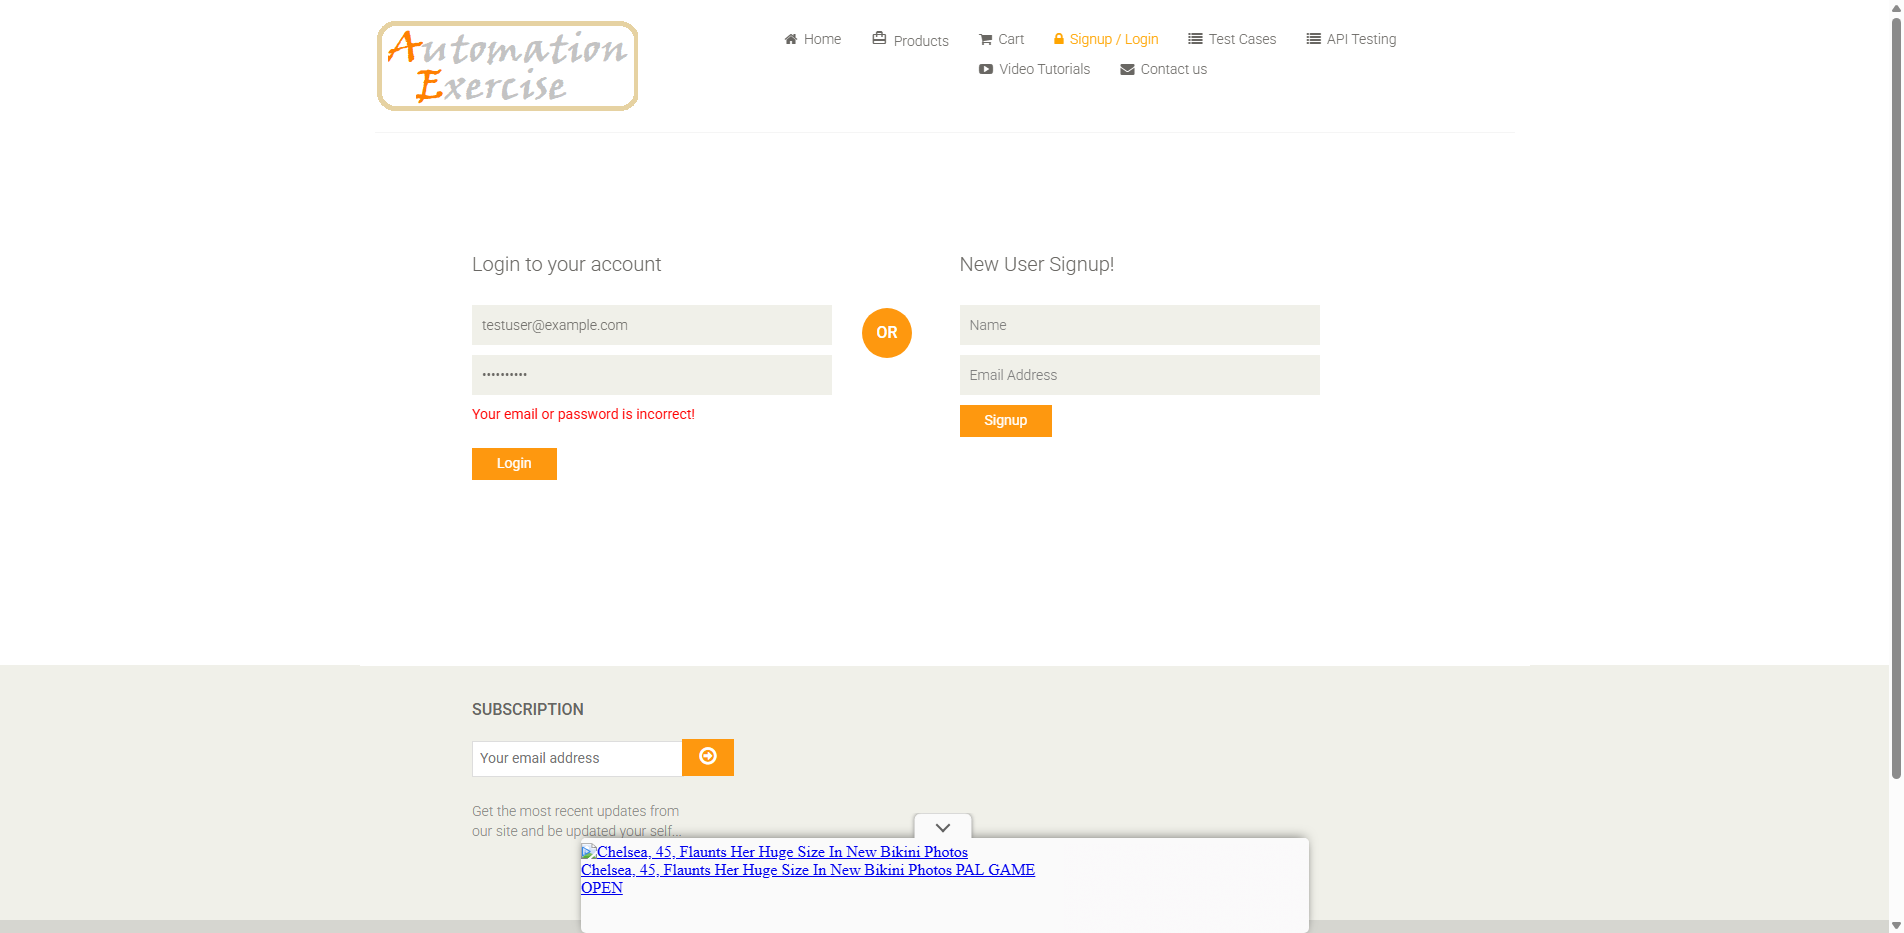 Automation
Exercise
Home
Products
Cart
Signup / Login
Test Cases
API Testing
Video Tutorials
Contact us
Login to your account
New User Signup!
testuser@example.com
••••••••••
OR
Name
Email Address
Your email or password is incorrect!
Signup
Login
SUBSCRIPTION
Your email address
Get the most recent updates from
our site and be updated your self...
Chelsea, 45, Flaunts Her Huge Size In New Bikini Photos
Chelsea, 45, Flaunts Her Huge Size In New Bikini Photos PAL GAME
OPEN